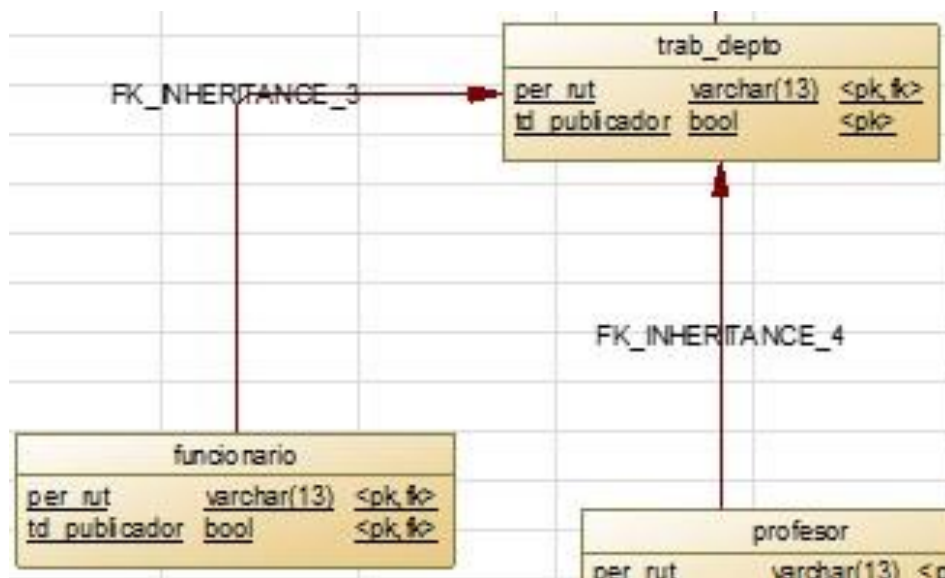 trab_depto
per_rut varchar(13) <pk,fk>
td_publicador bool <pk>
FK_INHERITANCE_3
FK_INHERITANCE_4
funcionario
per_rut varchar(13) <pk,fk>
td_publicador bool <pk,fk>
profesor
per_rut varchar(13)